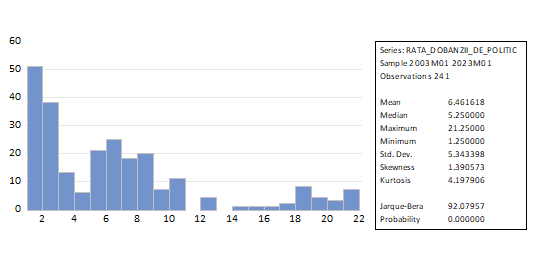 60
50
40
30
20
10
0
2 4 6 8 10 12 14 16 18 20 22
Series: RATA_DOBANZII_DE_POLITIC
Sample 2003M01 2023M01
Observations 241
Mean 6.461618
Median 5.250000
Maximum 21.25000
Minimum 1.250000
Std. Dev. 5.343398
Skewness 1.390573
Kurtosis 4.197906
Jarque-Bera 92.07957
Probability 0.000000